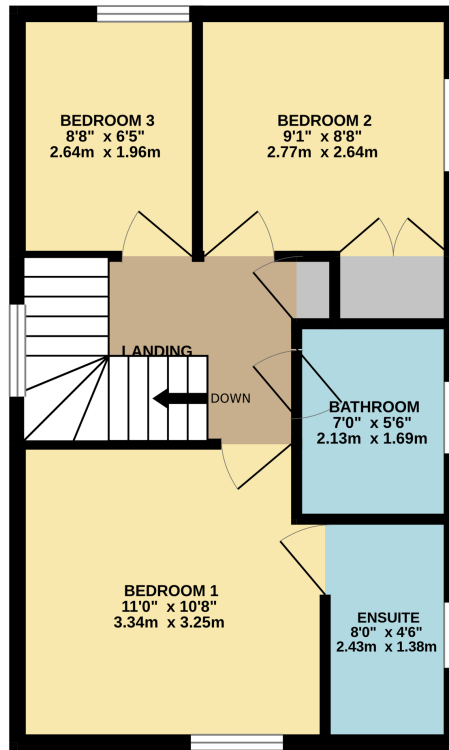 BEDROOM 3
8'8" x 6'5"
2.64m x 1.96m
BEDROOM 2
9'1" x 8'8"
2.77m x 2.64m
LANDING
DOWN
BATHROOM
7'0" x 5'6"
2.13m x 1.69m
BEDROOM 1
11'0" x 10'8"
3.34m x 3.25m
ENSUITE
8'0" x 4'6"
2.43m x 1.38m